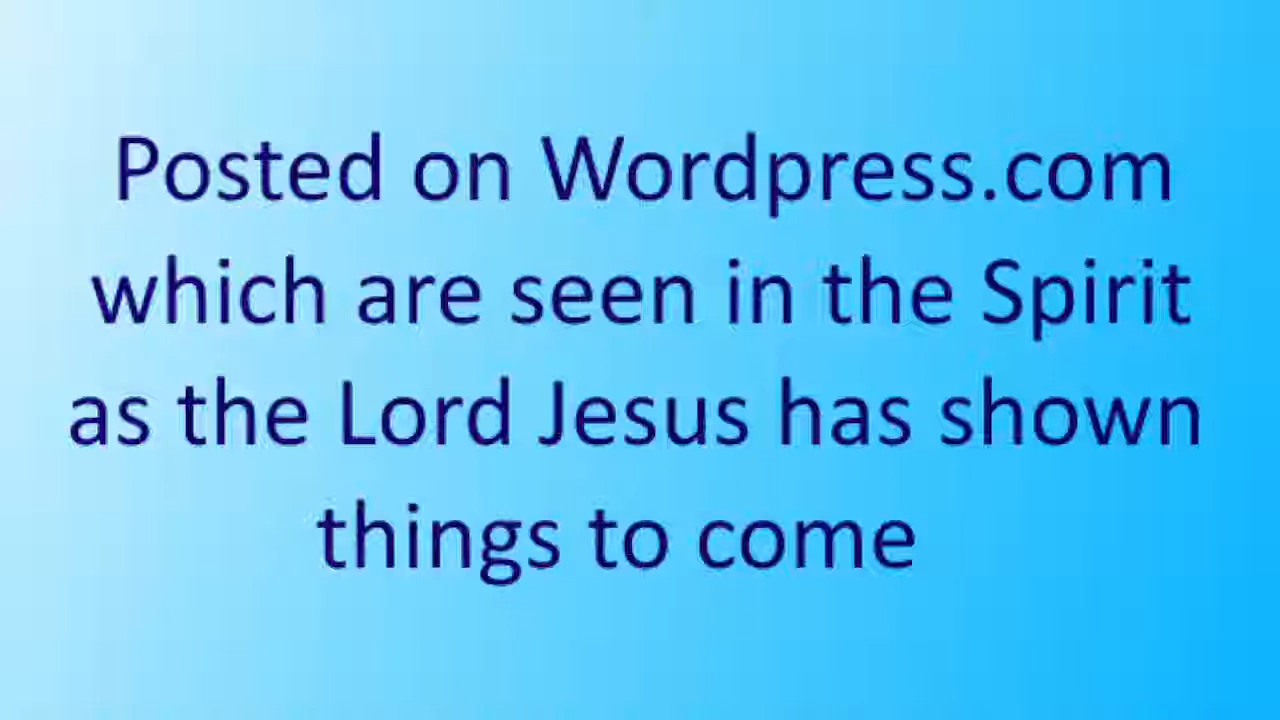 Posted on Wordpress.com
which are seen in the Spirit
as the Lord Jesus has shown
things to come